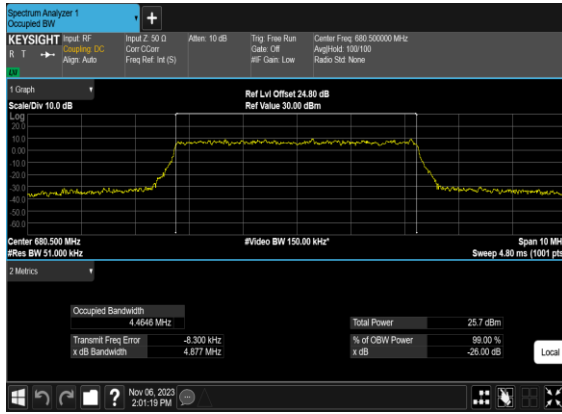 Spectrum Analyzer 1
Occupied BW
KEYSIGHT
R T
Input: RF
Coupling: DC
Align: Auto
Input Z: 50 Ω
Corr CCorr
Freq Ref: Int (S)
Atten: 10 dB
Trig: Free Run
Gate: Off
#IF Gain: Low
Center Freq: 680.500000 MHz
Avg|Hold: 100/100
Radio Std: None
1 Graph
Scale/Div 10.0 dB
Ref Lvl Offset 24.80 dB
Ref Value 30.00 dBm
Log
20.0
10.0
0.00
-10.0
-20.0
-30.0
-40.0
-50.0
-60.0
Center 680.500 MHz
#Res BW 51.000 kHz
#Video BW 150.00 kHz*
Span 10 MH
Sweep 4.80 ms (1001 pts
2 Metrics
Occupied Bandwidth
4.4646 MHz
Transmit Freq Error -8.300 kHz
x dB Bandwidth 4.877 MHz
Total Power 25.7 dBm
% of OBW Power 99.00 %
x dB -26.00 dB
Local
?
Nov 06, 2023
2:01:19 PM